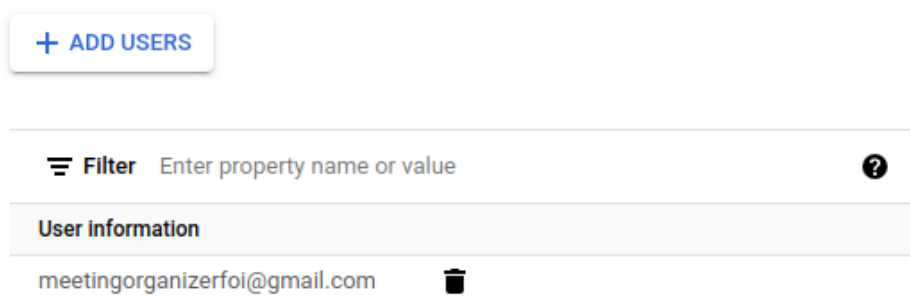 + ADD USERS
Filter Enter property name or value ?
User information
meetingorganizerfoi@gmail.com